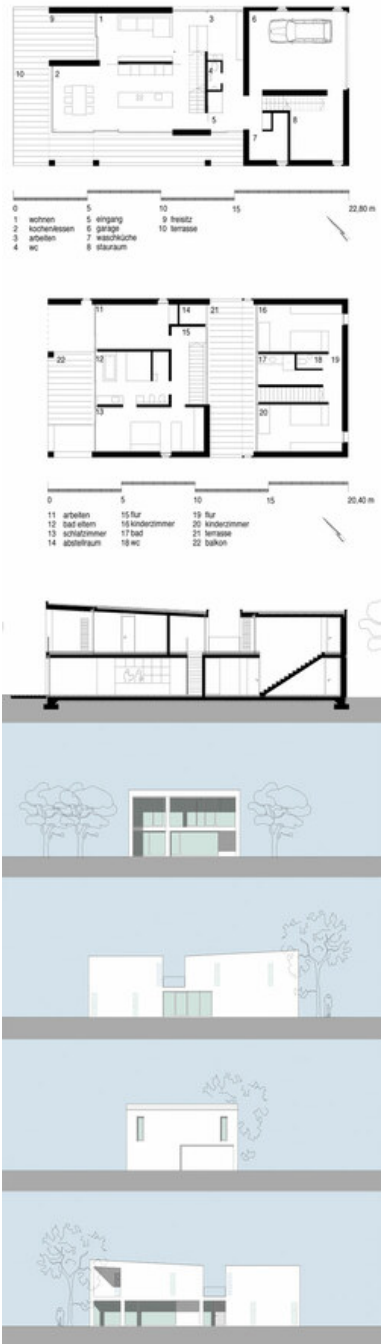 9 1 3 6
10 2 4
5 7 8
0 5 10 15 22,80 m
1 wohnen 5 eingang 9 freisitz
2 kochen/essen 6 garage 10 terrasse
3 arbeiten 7 waschküche
4 wc 8 stauraum
11 14 21 16
15
22 12 17 18 19
13 20
0 5 10 15 20,40 m
11 arbeiten 15 flur 19 flur
12 bad eltern 16 kinderzimmer 20 kinderzimmer
13 schlafzimmer 17 bad 21 terrasse
14 abstellraum 18 wc 22 balkon